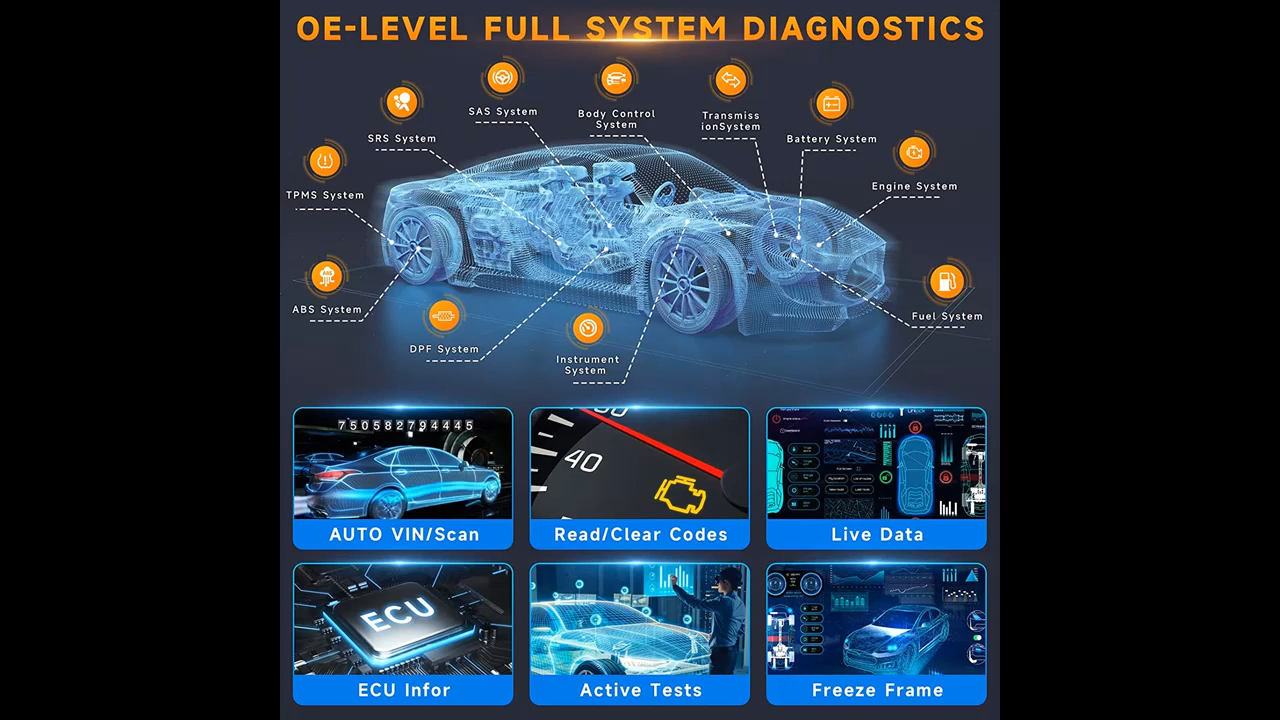 OE-LEVEL FULL SYSTEM DIAGNOSTICS
SAS System
Body Control
System
Transmiss
ionSystem
SRS System
Battery System
TPMS System
Engine System
ABS
ABS System
Fuel System
DPF System
Instrument
System
750582794445
40
AUTO VIN/Scan
Read/Clear Codes
Live Data
ECU
ECU Infor
Active Tests
Freeze Frame